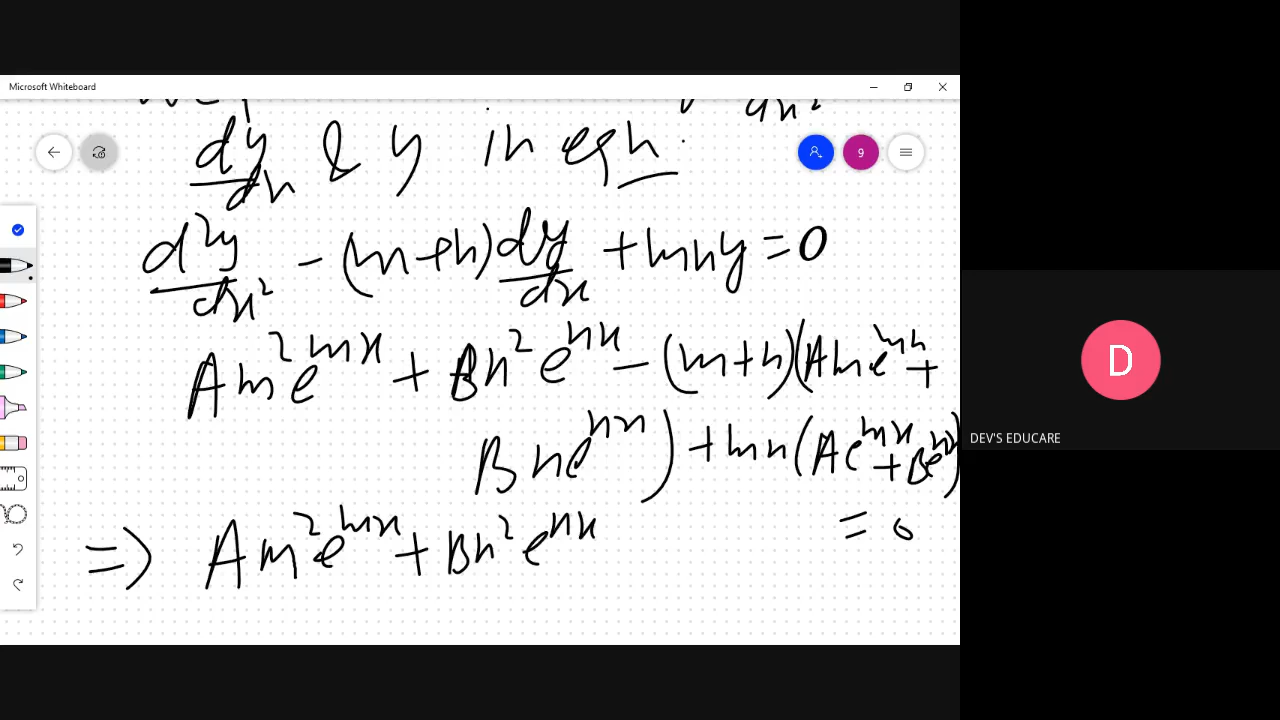 Microsoft Whiteboard
9
dy/dx & y in eqn.
d²y/dx² - (m+n) dy/dx + mny = 0
Am²e^mx + Bn²e^nx - (m+n)(Ame^mx +
Bne^nx) + mn(Ae^mx + Be^nx)
= 0
=> Am²e^mx + Bn²e^nx
D
DEV'S EDUCARE